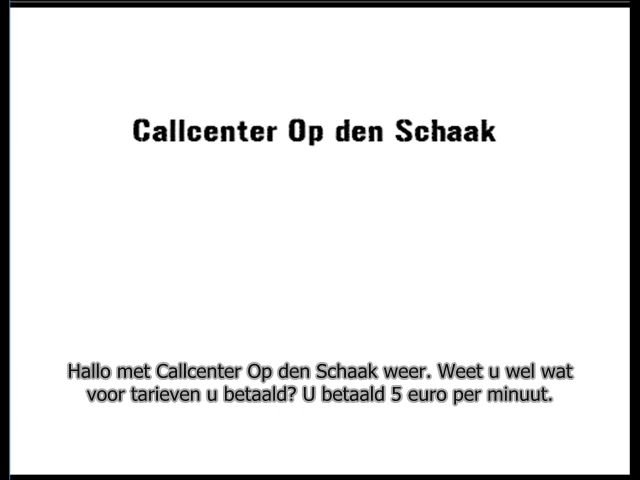 Callcenter Op den Schaak
Hallo met Callcenter Op den Schaak weer. Weet u wel wat
voor tarieven u betaald? U betaald 5 euro per minuut.